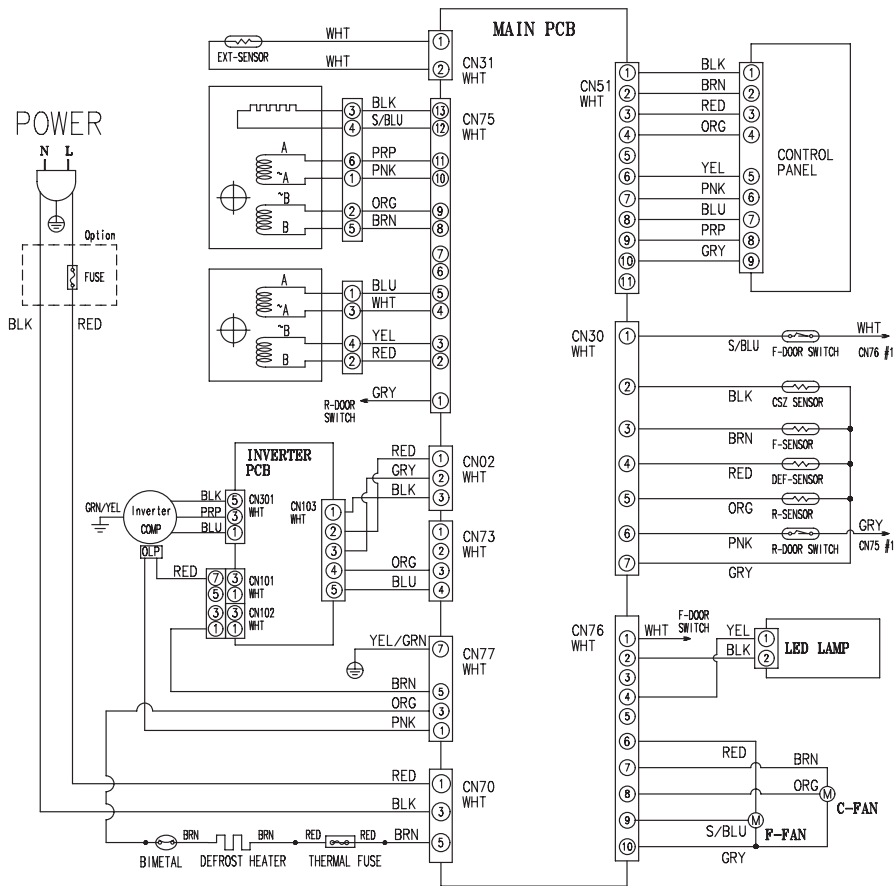 MAIN PCB
WHT
EXT-SENSOR
WHT
1
2
CN31
WHT
POWER
N L
Option
FUSE
BLK
RED
3 BLK 13
4 S/BLU 12
CN75
WHT
A
6 PRP 11
~A
1 PNK 10
~B
2 ORG 9
B
5 BRN 8
7
6
A
1 BLU 5
~A
3 WHT 4
~B
4 YEL 3
B
2 RED 2
GRY 1
R-DOOR
SWITCH
CN51
WHT
1 BLK 1
2 BRN 2
3 RED 3
4 ORG 4
5
6 YEL 5
7 PNK 6
8 BLU 7
9 PRP 8
10 GRY 9
11
CONTROL
PANEL
CN30
WHT
1 S/BLU F-DOOR SWITCH WHT CN76 #1
2 BLK CSZ SENSOR
3 BRN F-SENSOR
4 RED DEF-SENSOR
5 ORG R-SENSOR
6 PNK R-DOOR SWITCH GRY CN75 #1
7 GRY
INVERTER
PCB
GRN/YEL
Inverter
COMP
OLP
BLK 5
PRP 3
BLU 1
CN301
WHT
RED 7 3
5 1
CN101
WHT
3 3
1 1
CN102
WHT
CN103
WHT
1
2
3
4
5
RED 1
GRY 2
BLK 3
CN02
WHT
1
2
ORG 3
BLU 4
CN73
WHT
YEL/GRN 7
BRN 5
ORG 3
PNK 1
CN77
WHT
RED 1
BLK 3
BRN 5
CN70
WHT
BRN BRN RED RED
BIMETAL DEFROST HEATER THERMAL FUSE
CN76
WHT
1 WHT
F-DOOR
SWITCH
2 BLK 2
YEL 1
LED LAMP
3
4
5
6 RED
7 BRN
8 ORG
M C-FAN
9 S/BLU
M F-FAN
10 GRY